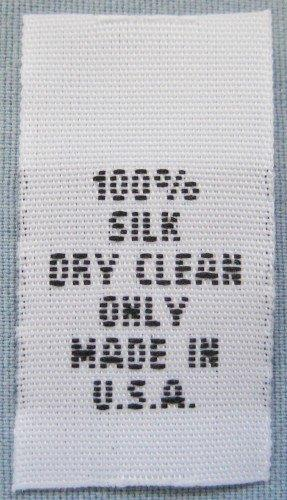 100%
SILK
DRY CLEAN
ONLY
MADE IN
U.S.A.